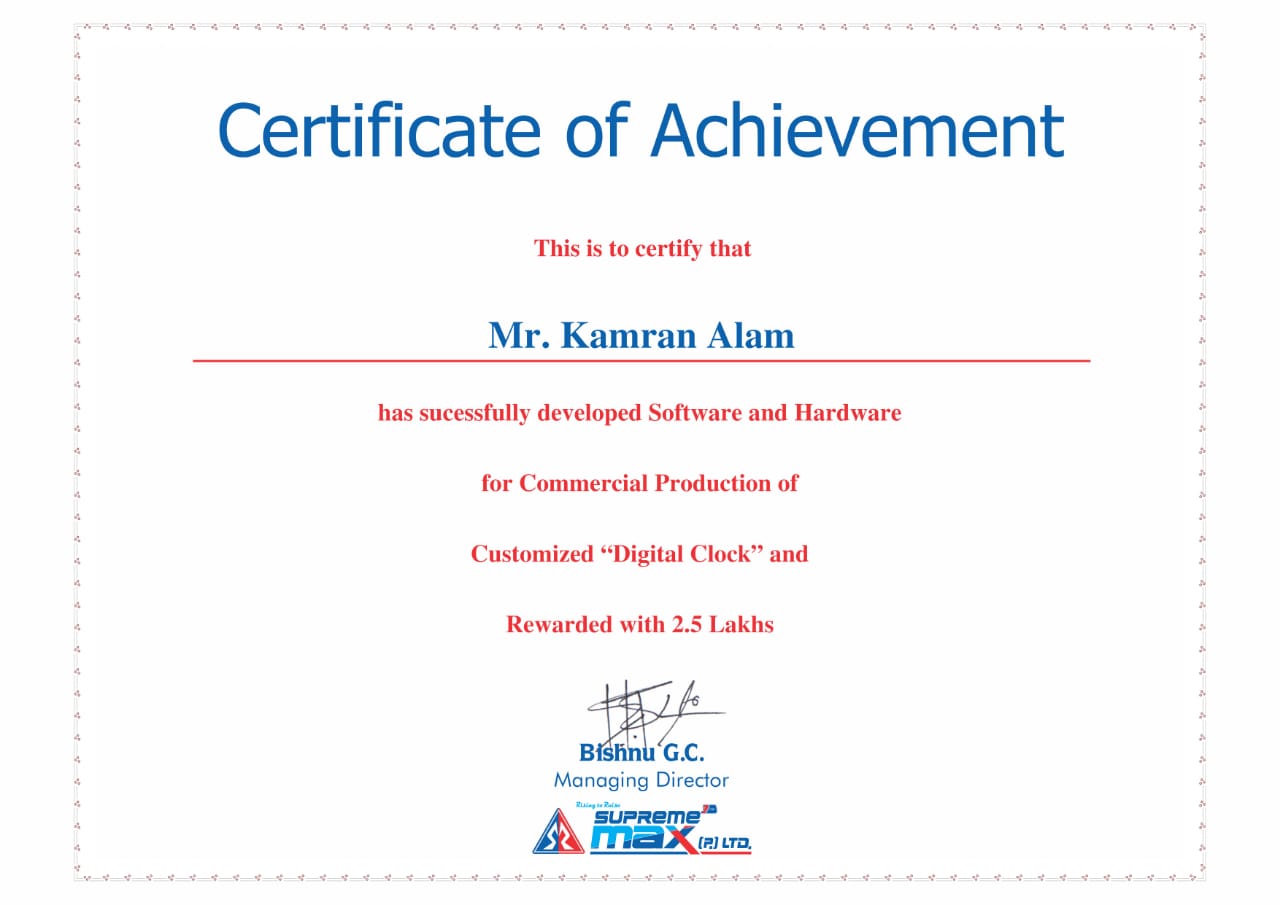 Certificate of Achievement
This is to certify that
Mr. Kamran Alam
has sucessfully developed Software and Hardware
for Commercial Production of
Customized “Digital Clock” and
Rewarded with 2.5 Lakhs
Bishnu G.C.
Managing Director
Rising to Raise
SUPREME
max (P.) LTD.